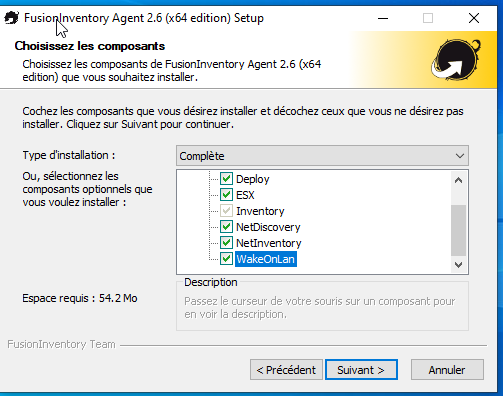 FusionInventory Agent 2.6 (x64 edition) Setup
Choisissez les composants
Choisissez les composants de FusionInventory Agent 2.6 (x64
edition) que vous souhaitez installer.
Cochez les composants que vous désirez installer et décochez ceux que vous ne désirez pas
installer. Cliquez sur Suivant pour continuer.
Type d'installation :
Complète
Ou, sélectionnez les
composants optionnels que
vous voulez installer :
Deploy
ESX
Inventory
NetDiscovery
NetInventory
WakeOnLan
Espace requis : 54.2 Mo
Description
Passez le curseur de votre souris sur un composant pour
en voir la description.
FusionInventory Team
< Précédent
Suivant >
Annuler